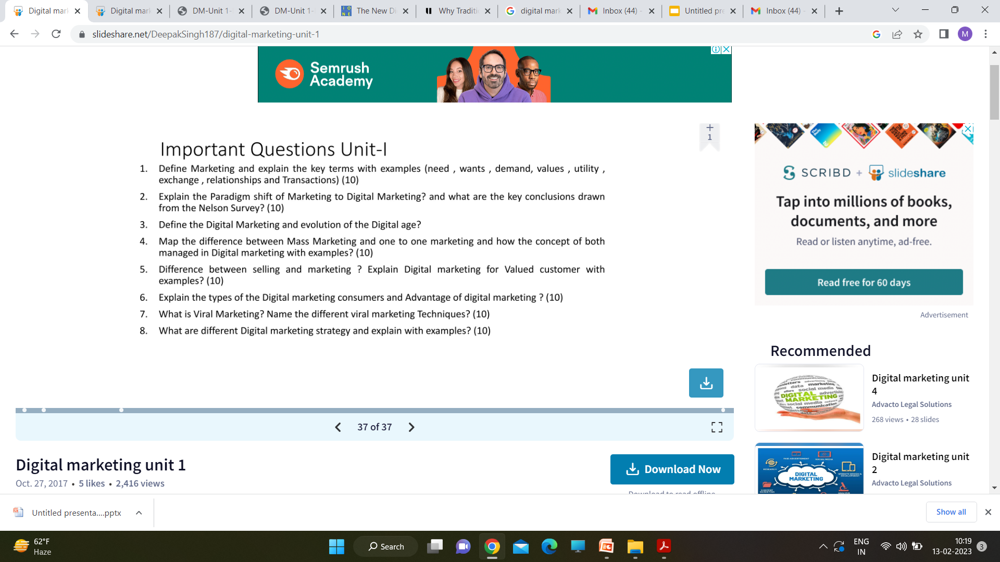 Digital mark
Digital mark
DM-Unit 1-
DM-Unit 1-
The New Di
Why Traditi
digital mark
Inbox (44) -
Untitled pre
Inbox (44) -
slideshare.net/DeepakSingh187/digital-marketing-unit-1
M
Semrush
Academy
+
1
Important Questions Unit-I
1. Define Marketing and explain the key terms with examples (need , wants , demand, values , utility ,
exchange , relationships and Transactions) (10)
2. Explain the Paradigm shift of Marketing to Digital Marketing? and what are the key conclusions drawn
from the Nelson Survey? (10)
3. Define the Digital Marketing and evolution of the Digital age?
4. Map the difference between Mass Marketing and one to one marketing and how the concept of both
managed in Digital marketing with examples? (10)
5. Difference between selling and marketing ? Explain Digital marketing for Valued customer with
examples? (10)
6. Explain the types of the Digital marketing consumers and Advantage of digital marketing ? (10)
7. What is Viral Marketing? Name the different viral marketing Techniques? (10)
8. What are different Digital marketing strategy and explain with examples? (10)
37 of 37
Digital marketing unit 1
Oct. 27, 2017 • 5 likes • 2,416 views
Download Now
Download to read offline
SCRIBD + slideshare
Tap into millions of books,
documents, and more
Read or listen anytime, ad-free.
Read free for 60 days
Advertisement
Recommended
DIGITAL
MARKETING
Digital marketing unit
4
Advacto Legal Solutions
268 views • 28 slides
DIGITAL
MARKETING
Digital marketing unit
2
Advacto Legal Solutions
Untitled presenta....pptx
Show all
62°F
Haze
Search
ENG
IN
10:19
13-02-2023
3